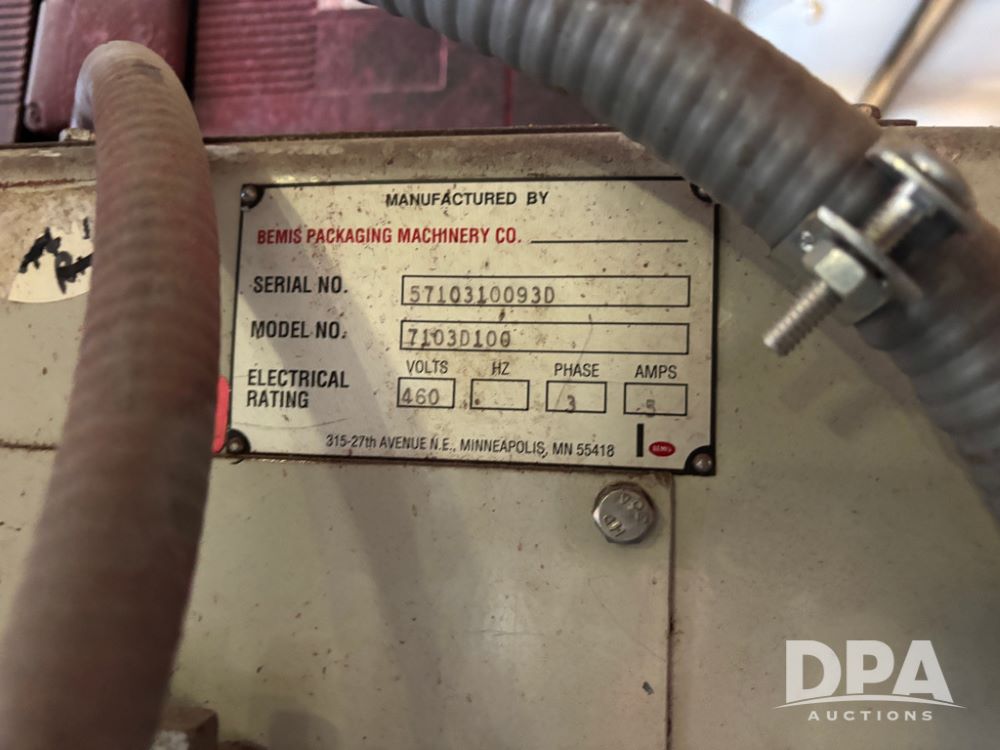 MANUFACTURED BY
BEMIS PACKAGING MACHINERY CO.
SERIAL NO. 5710310093D
MODEL NO. 7103D100
VOLTS HZ PHASE AMPS
ELECTRICAL RATING 460 3 5
315-27th AVENUE N.E., MINNEAPOLIS, MN 55418
BEMIS
DPA
AUCTIONS